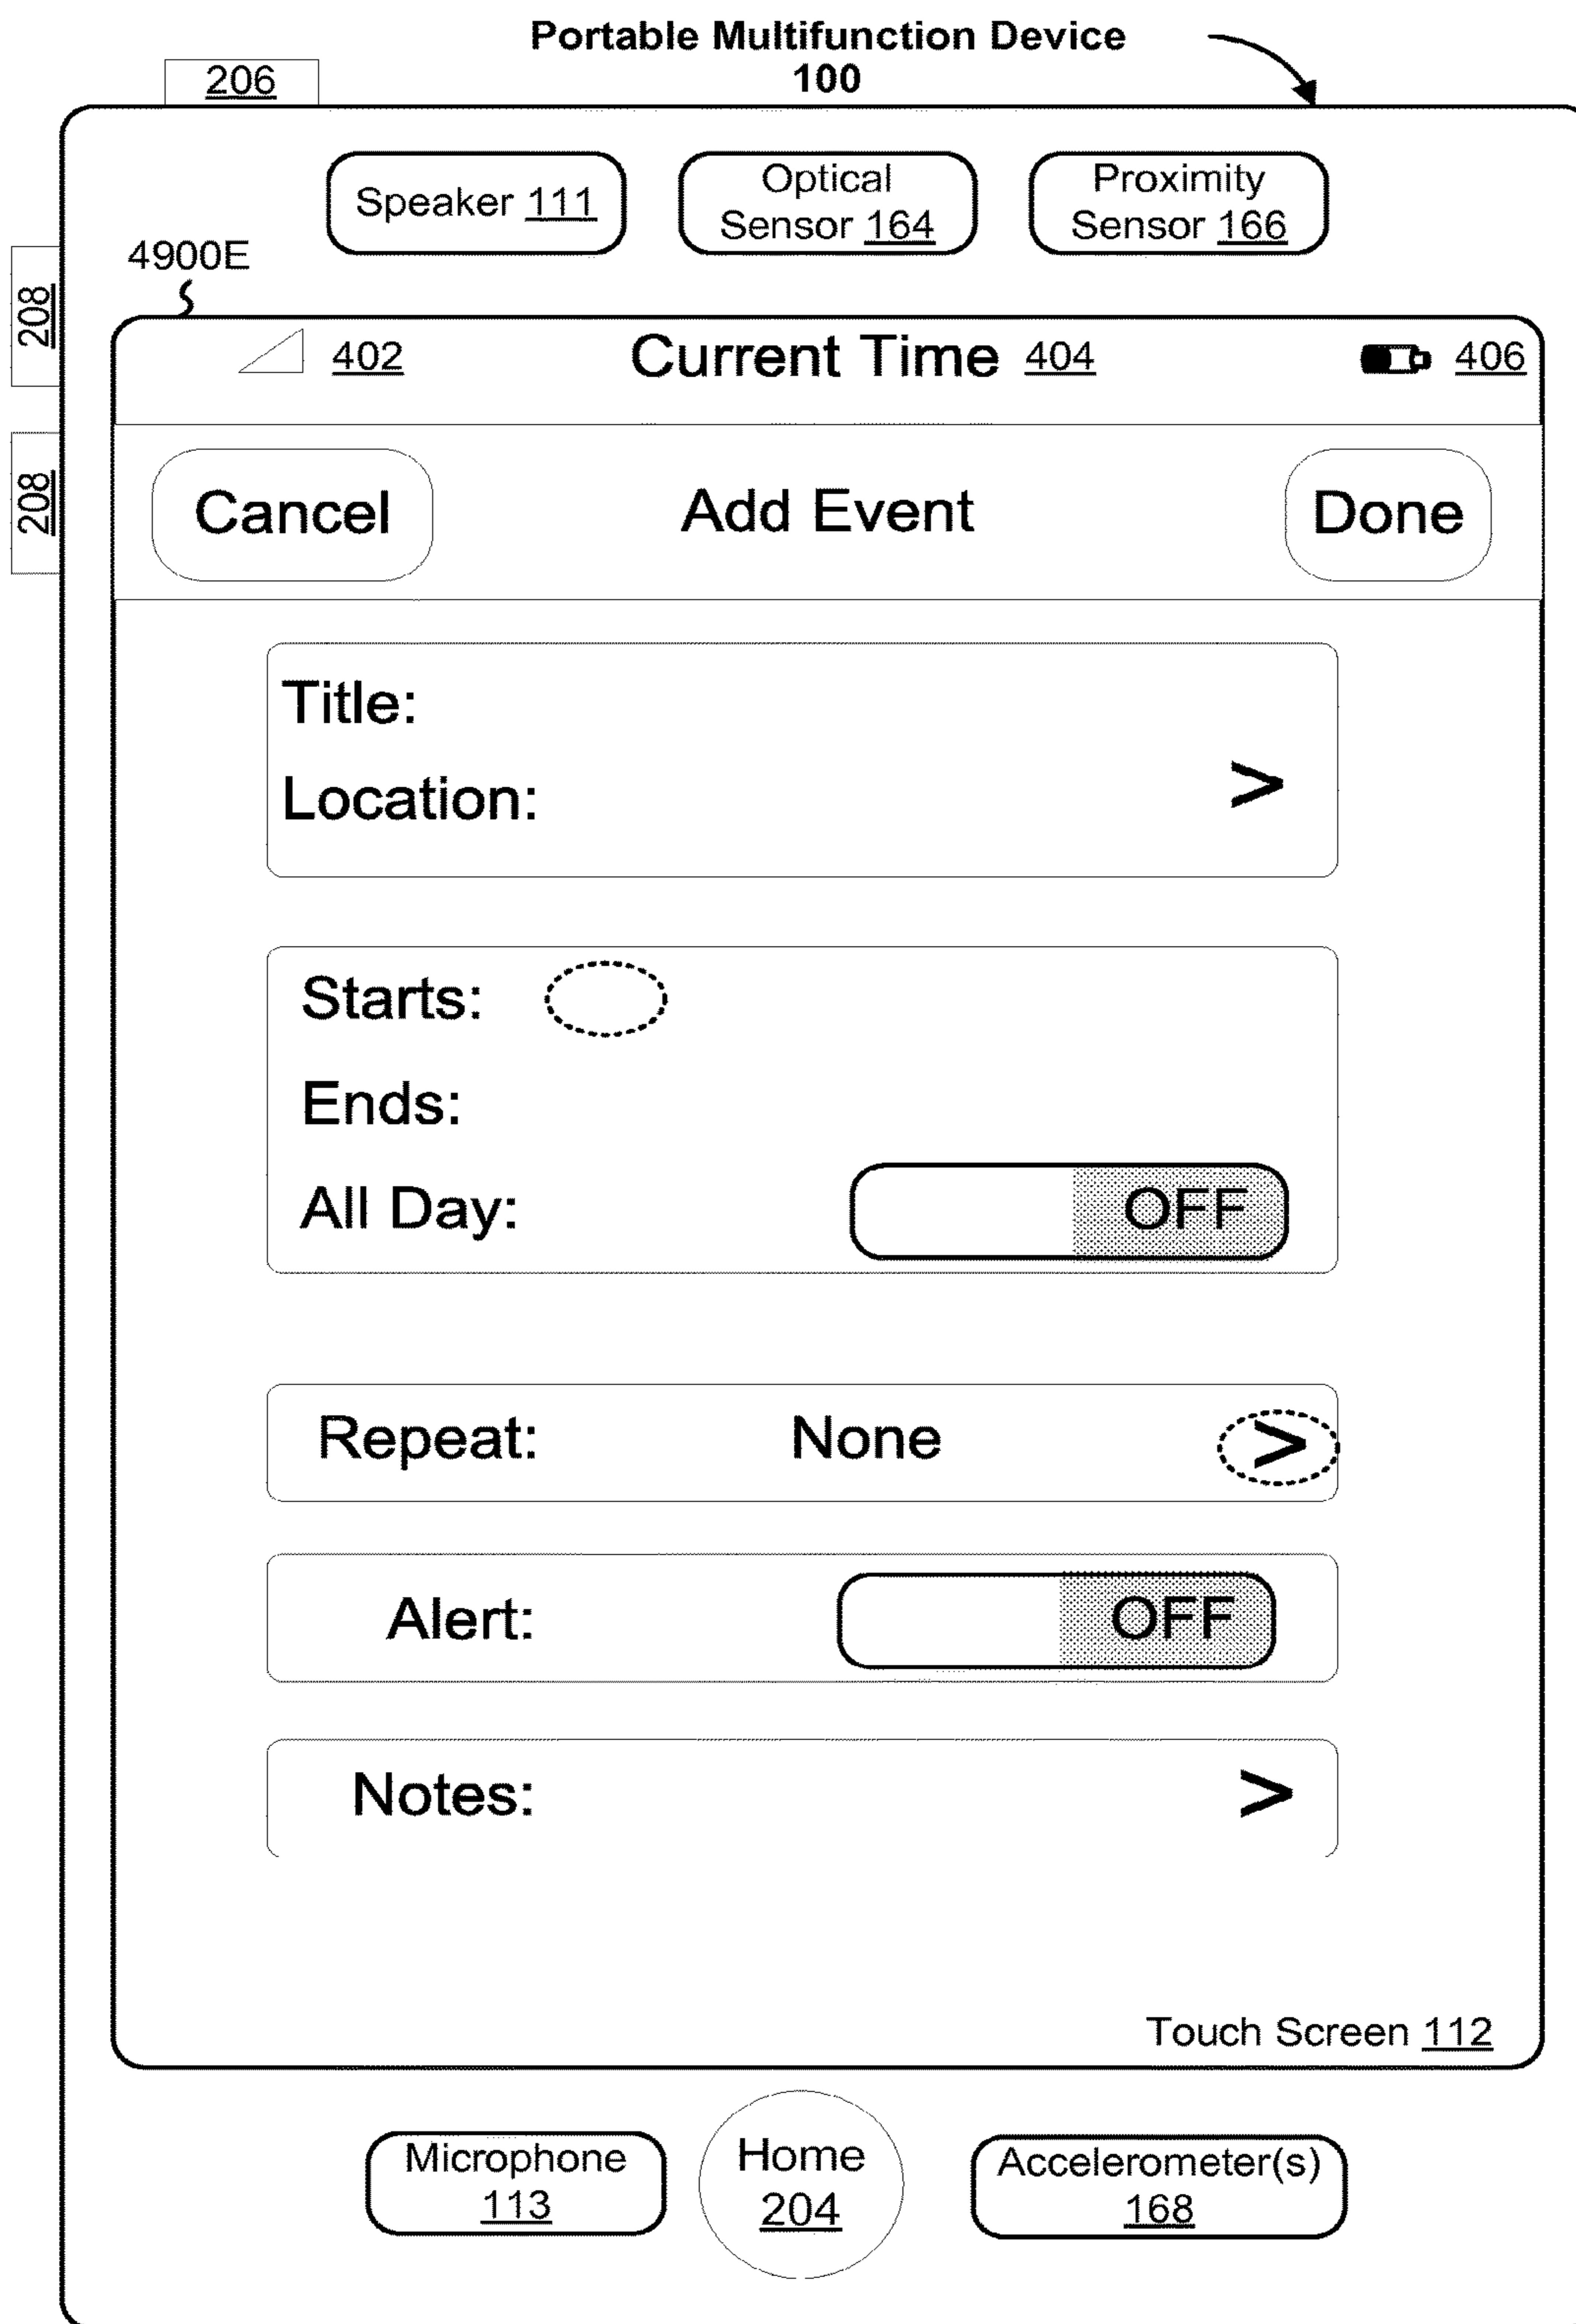 Portable Multifunction Device
100
206
Speaker 111
Optical
Sensor 164
Proximity
Sensor 166
4900E
208
208
402
Current Time 404
406
Cancel
Add Event
Done
Title:
Location: >
Starts:
Ends:
All Day: OFF
Repeat: None >
Alert: OFF
Notes: >
Touch Screen 112
Microphone
113
Home
204
Accelerometer(s)
168